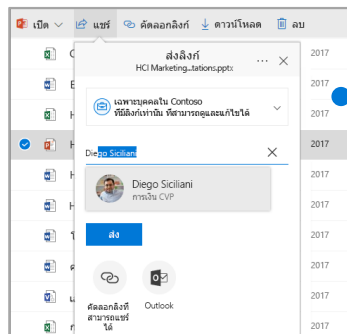 เปิด แชร์ คัดลอกลิงก์ ดาวน์โหลด ลบ
ส่งลิงก์
HCI Marketing...tations.pptx
เฉพาะบุคคลใน Contoso
ที่มีลิงก์เท่านั้น ที่สามารถดูและแก้ไขได้
Diego Siciliani
Diego Siciliani
การเงิน CVP
ส่ง
คัดลอกลิงก์ที่
สามารถแชร์
ได้
Outlook
2017
2017
2017
2017
2017
2017
2017
2017
2017
2017